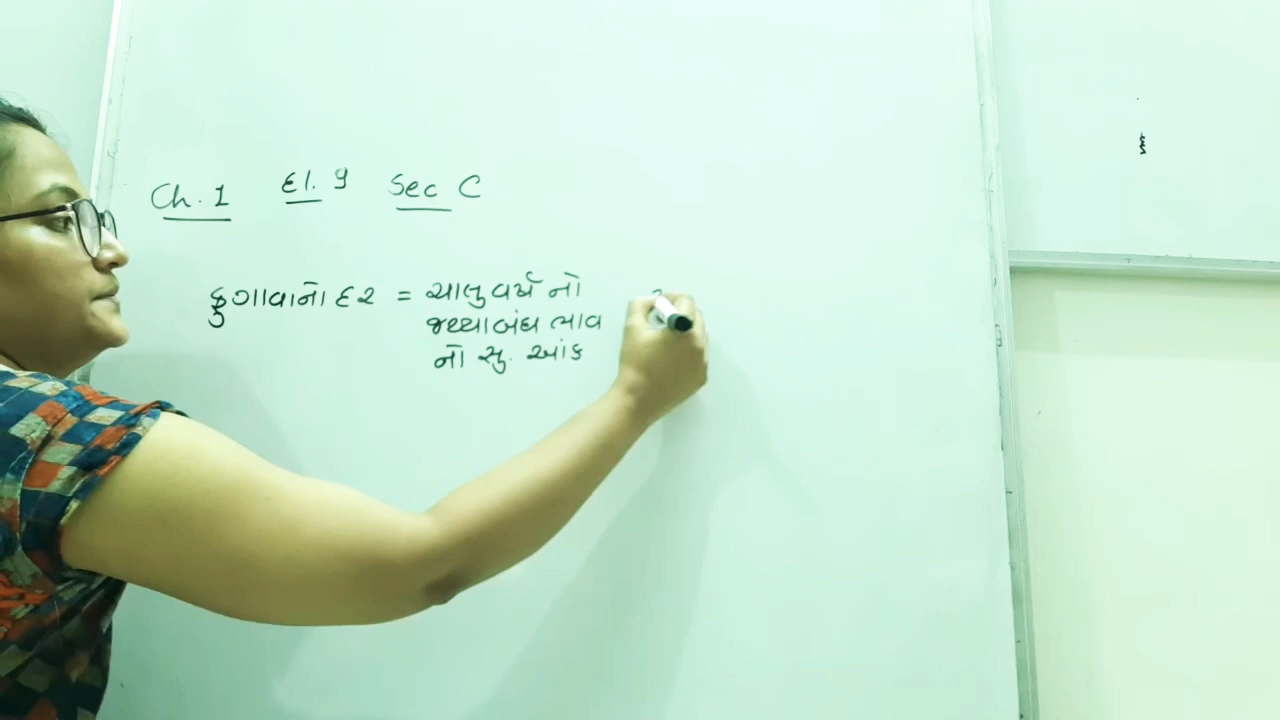 Ch. 1 દા. 9 Sec C
ફુગાવાનો દર = ચાલુ વર્ષ નો
જથ્થાબંધ ભાવ
નો સુ. આંક